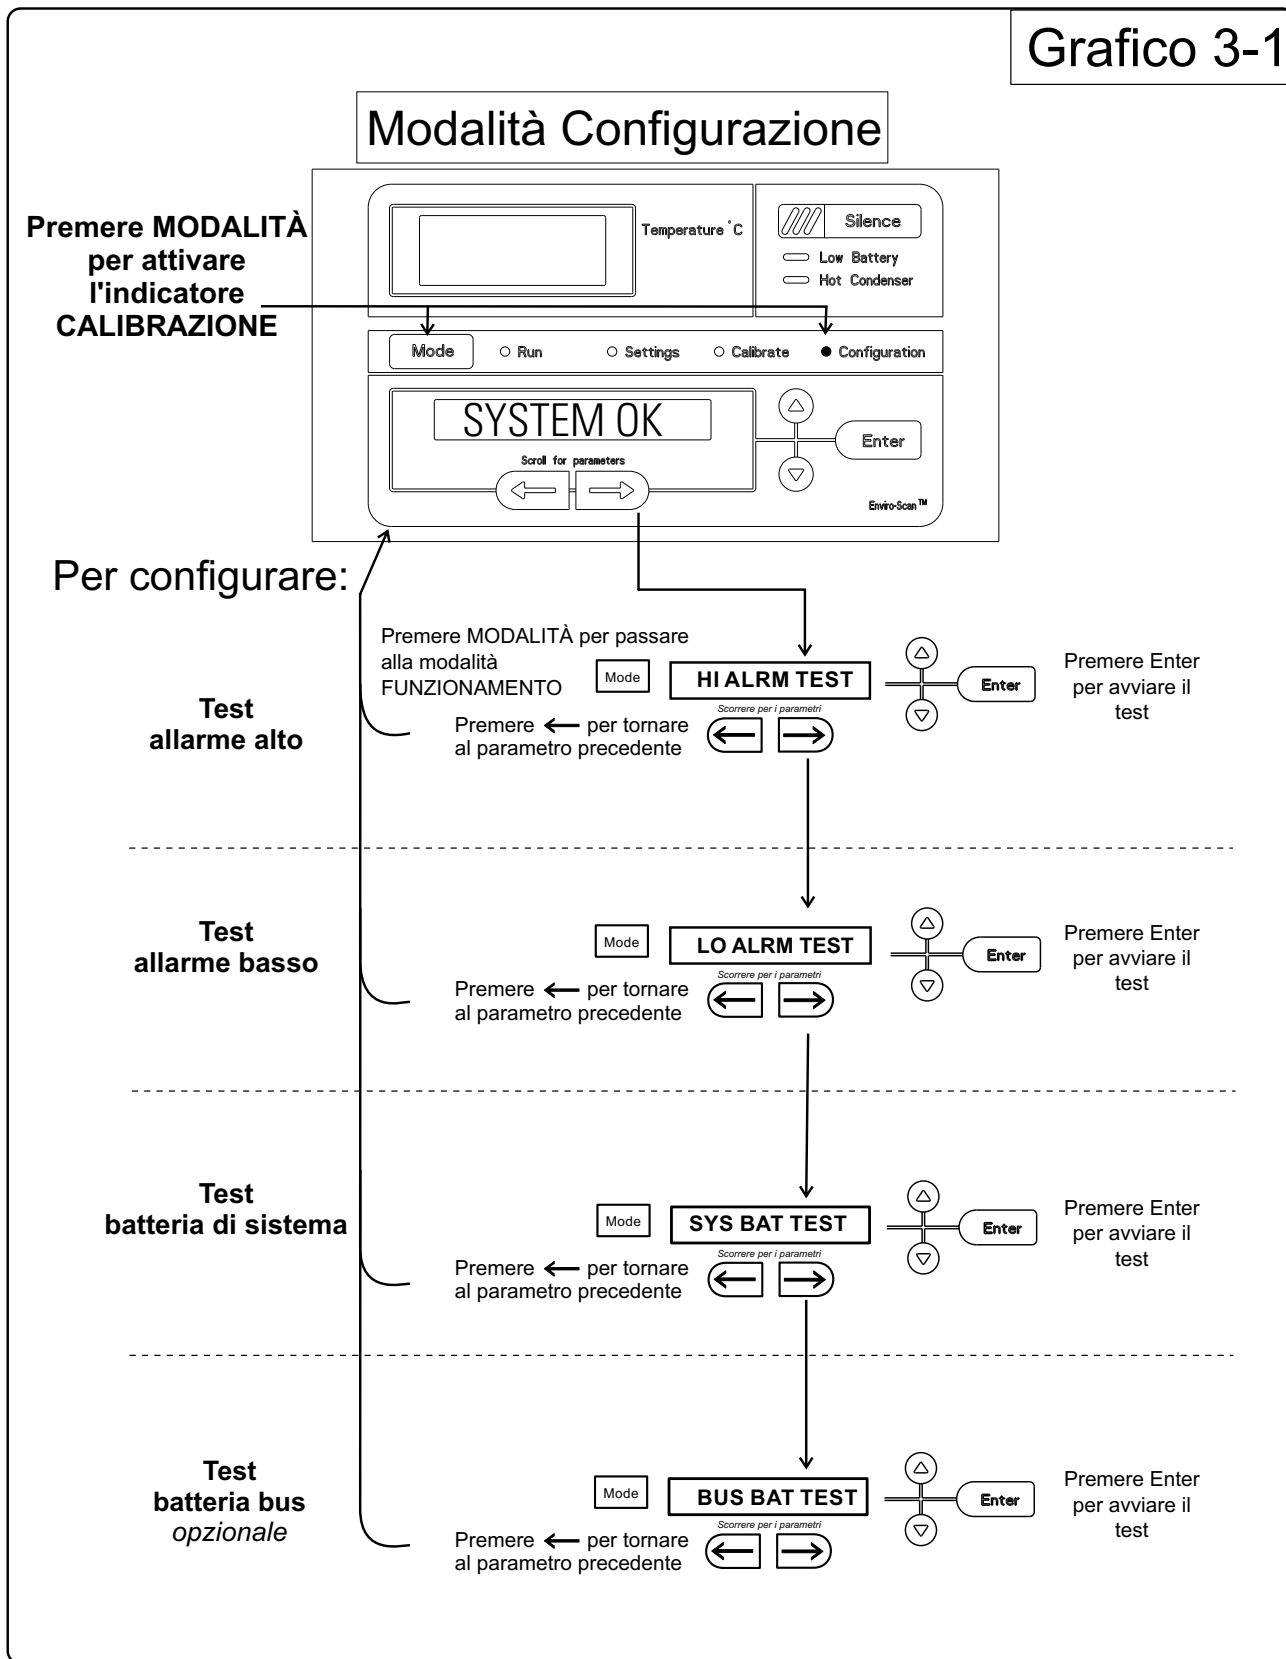 Grafico 3-1
Modalità Configurazione
Premere MODALITÀ
per attivare
l'indicatore
CALIBRAZIONE
Temperature °C
Silence
Low Battery
Hot Condenser
Mode
Run
Settings
Calibrate
Configuration
SYSTEM OK
Scroll for parameters
Enter
Enviro-Scan™
Per configurare:
Test
allarme alto
Premere MODALITÀ per passare
alla modalità
FUNZIONAMENTO
Mode
HI ALRM TEST
Scorrere per i parametri
Premere ← per tornare
al parametro precedente
Enter
Premere Enter
per avviare il
test
Test
allarme basso
Mode
LO ALRM TEST
Scorrere per i parametri
Premere ← per tornare
al parametro precedente
Enter
Premere Enter
per avviare il
test
Test
batteria di sistema
Mode
SYS BAT TEST
Scorrere per i parametri
Premere ← per tornare
al parametro precedente
Enter
Premere Enter
per avviare il
test
Test
batteria bus
opzionale
Mode
BUS BAT TEST
Scorrere per i parametri
Premere ← per tornare
al parametro precedente
Enter
Premere Enter
per avviare il
test